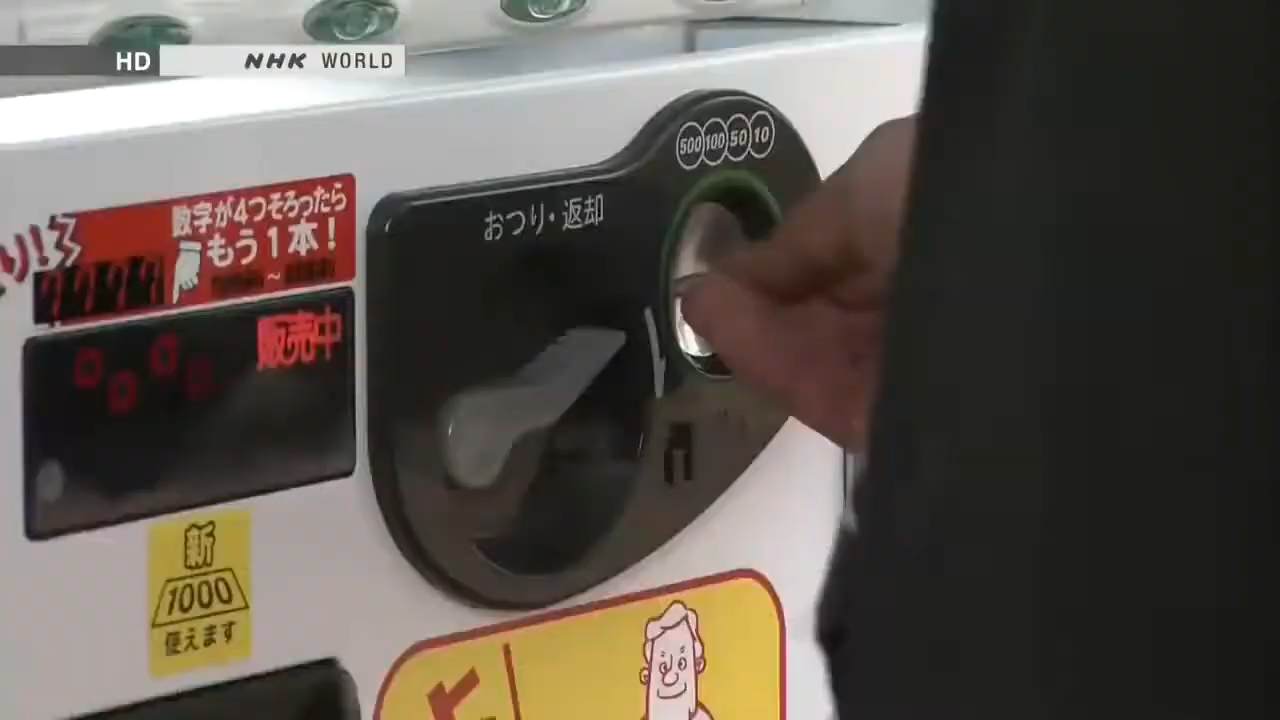 HD NHK WORLD
500 100 50 10
おつり・返却
数字が4つそろったら
もう1本！
販売中
新
1000
使えます